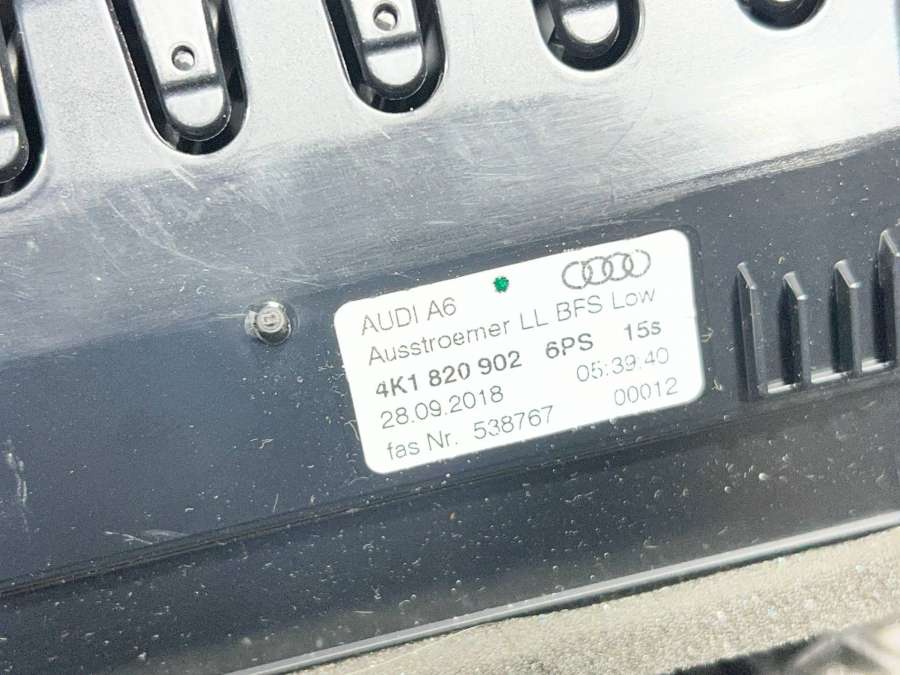 AUDI A6
Ausstroemer LL BFS Low
4K1 820 902 6PS 15s
28.09.2018 05:39:40
fas Nr. 538767 00012